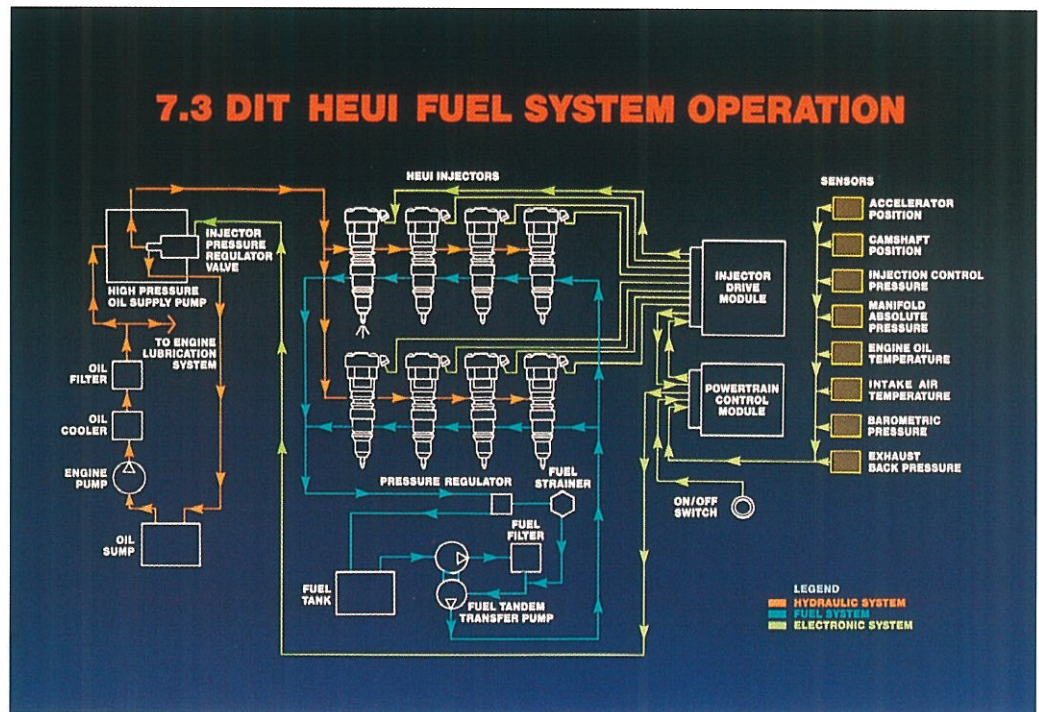 7.3 DIT HEUI FUEL SYSTEM OPERATION
HEUI INJECTORS
SENSORS
ACCELERATOR
POSITION
CAMSHAFT
POSITION
INJECTION CONTROL
PRESSURE
MANIFOLD
ABSOLUTE
PRESSURE
ENGINE OIL
TEMPERATURE
INTAKE AIR
TEMPERATURE
BAROMETRIC
PRESSURE
EXHAUST
BACK PRESSURE
INJECTOR
PRESSURE
REGULATOR
VALVE
HIGH PRESSURE
OIL SUPPLY PUMP
TO ENGINE
LUBRICATION
SYSTEM
OIL
FILTER
OIL
COOLER
ENGINE
PUMP
OIL
SUMP
INJECTOR
DRIVE
MODULE
POWERTRAIN
CONTROL
MODULE
ON/OFF
SWITCH
PRESSURE REGULATOR
FUEL
STRAINER
FUEL
FILTER
FUEL
TANK
FUEL TANDEM
TRANSFER PUMP
LEGEND
HYDRAULIC SYSTEM
FUEL SYSTEM
ELECTRONIC SYSTEM